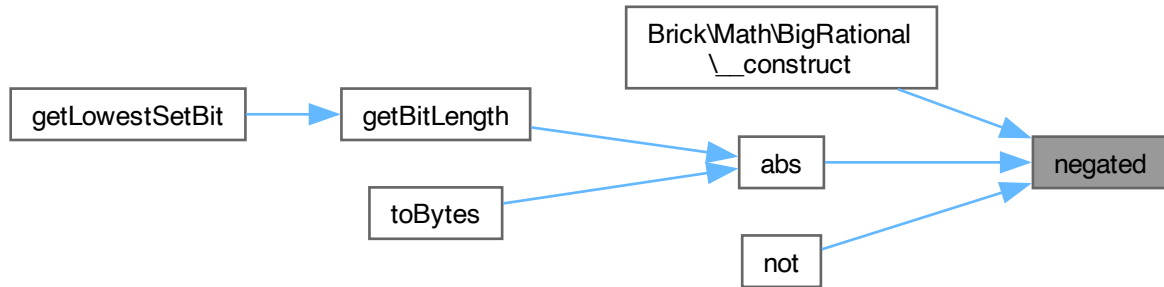 Brick\Math\BigRational
\__construct
getLowestSetBit
getBitLength
abs
negated
toBytes
not